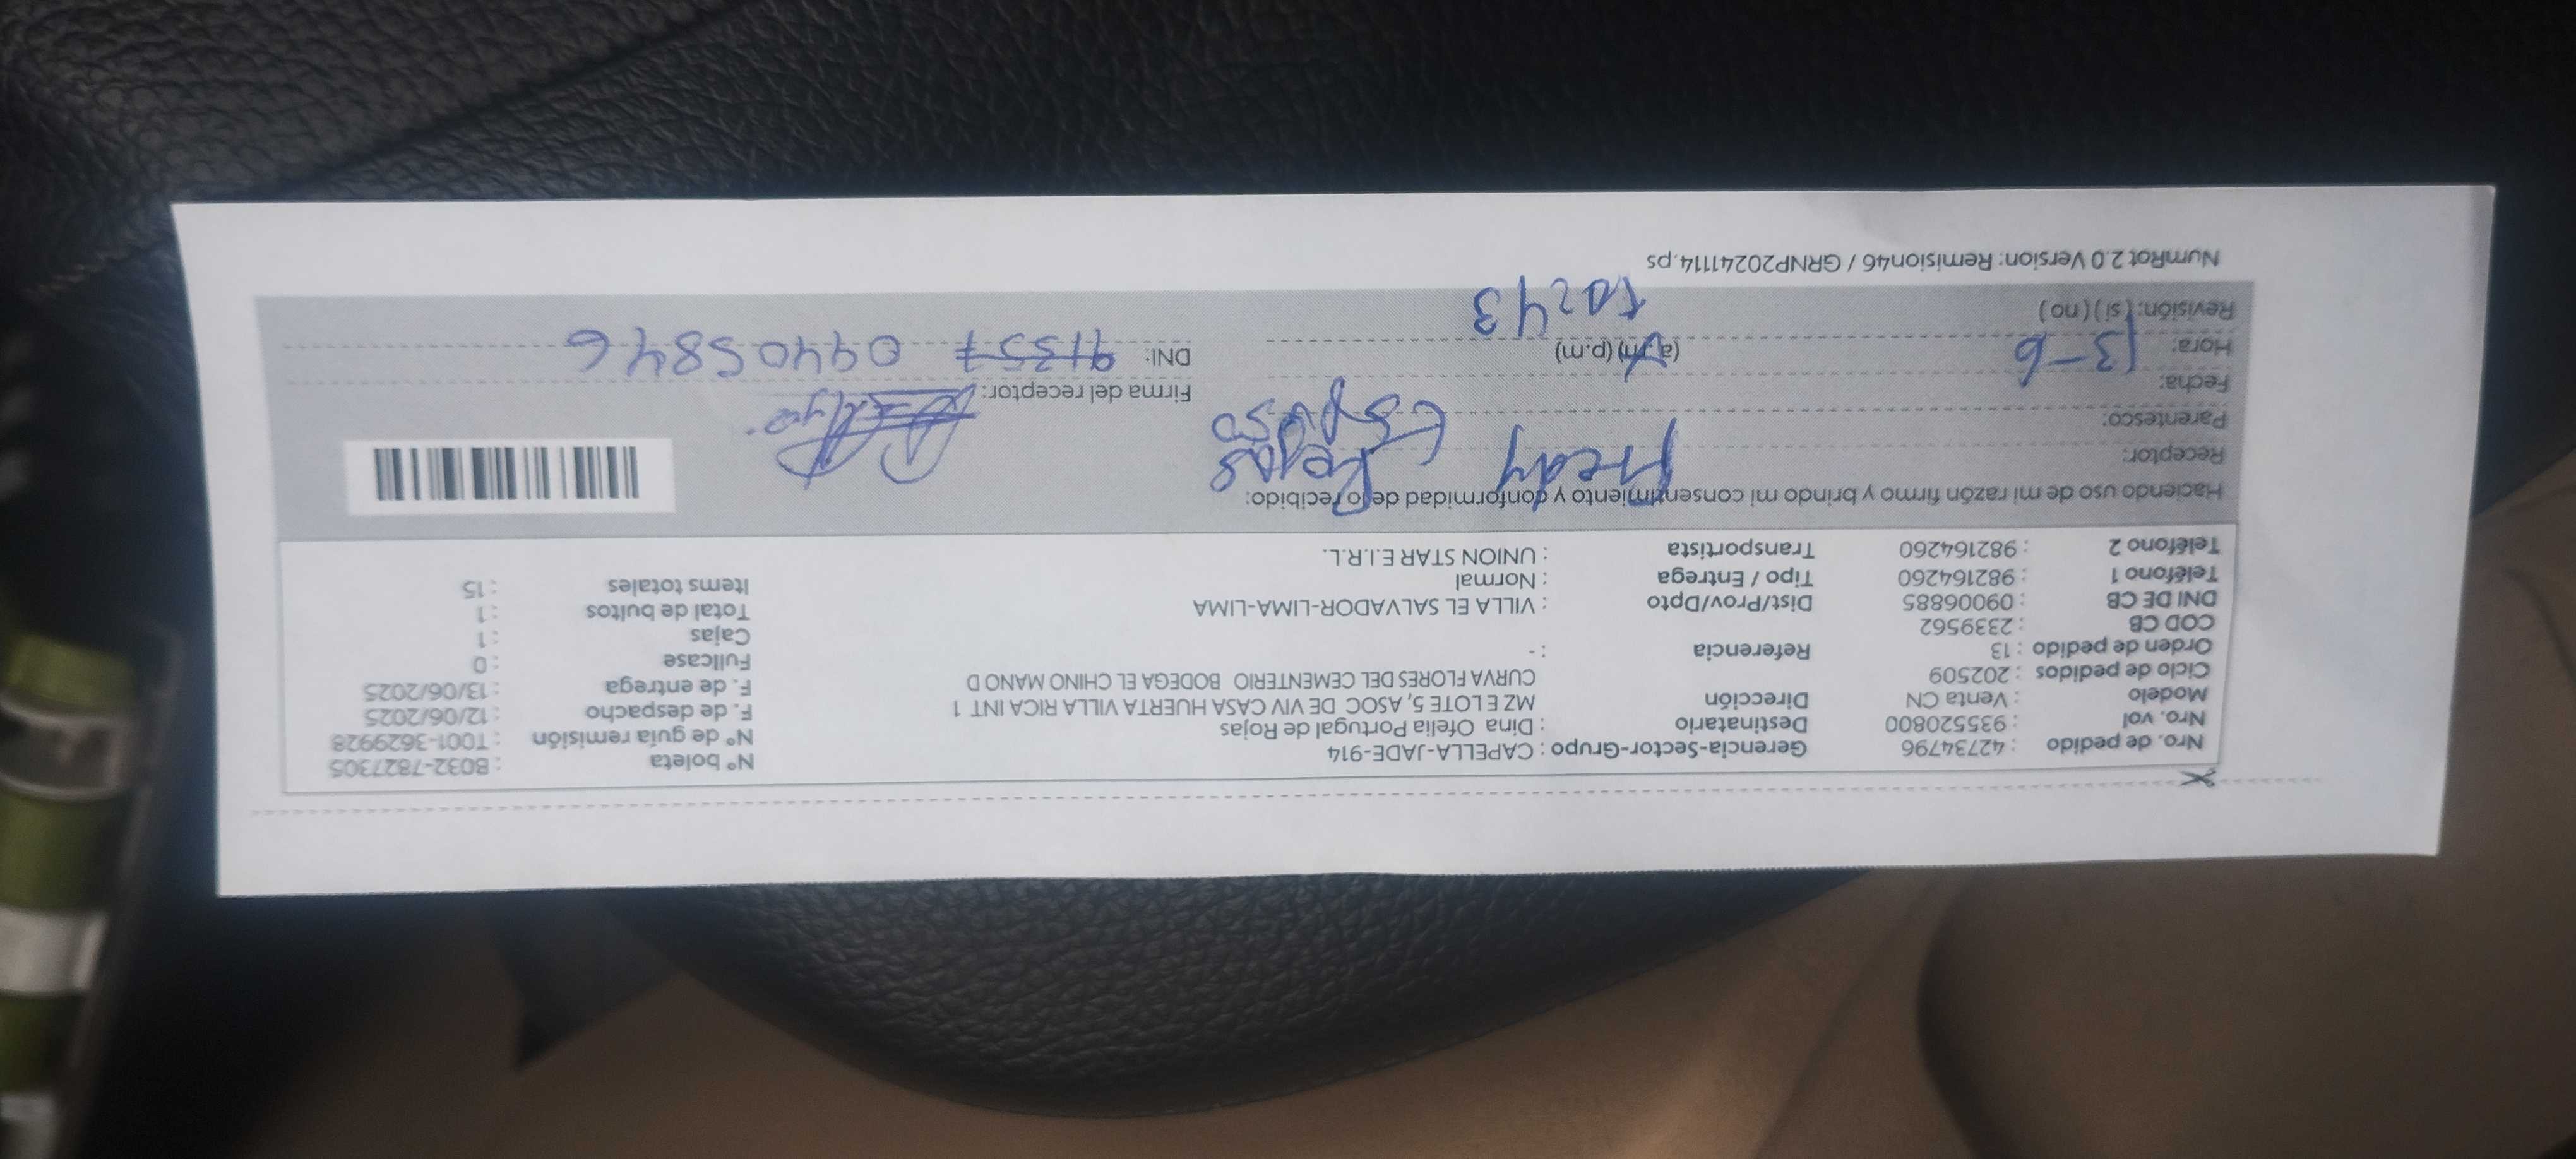 Nro. de pedido : 42734796 Gerencia-Sector-Grupo : CAPELLA-JADE-914 N° boleta : B032-7827305
Nro. vol : 935520800 Destinatario : Dina Ofelia Portugal de Rojas N° de guía remisión : T001-3629928
Modelo : Venta CN Dirección MZ E LOTE 5, ASOC DE VIV CASA HUERTA VILLA RICA INT 1 F. de despacho : 12/06/2025
Ciclo de pedidos : 202509 CURVA FLORES DEL CEMENTERIO BODEGA EL CHINO MANO D F. de entrega : 13/06/2025
Orden de pedido : 13 Referencia : - Fullcase : 0
COD CB : 2339562 Cajas : 1
DNI DE CB : 09006885 Dist/Prov/Dpto : VILLA EL SALVADOR-LIMA-LIMA Total de bultos : 1
Teléfono 1 : 982164260 Tipo / Entrega : Normal Items totales : 15
Teléfono 2 : 982164260 Transportista : UNION STAR E.I.R.L.
Haciendo uso de mi razón firmo y brindo mi consentimiento y conformidad de lo recibido:
Receptor: Fredy Rojas
Parentesco: Esposo
Fecha: 13-6 Firma del receptor:
Hora: (a.m) (p.m) DNI: 91357 09405846
Revisión: (si) (no) 10:43
NumRot 2.0 Version: Remision46 / GRNP20241114.ps